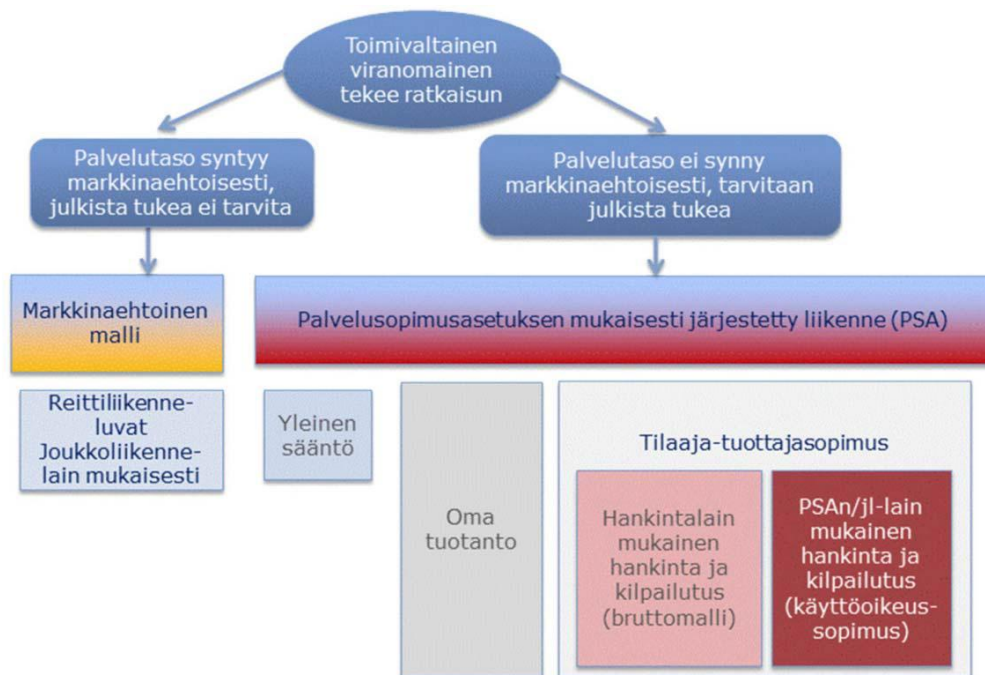 Toimivaltainen
viranomainen
tekee ratkaisun
Palvelutaso syntyy
markkinaehtoisesti,
julkista tukea ei tarvita
Palvelutaso ei synny
markkinaehtoisesti, tarvitaan
julkista tukea
Markkinaehtoinen
malli
Palvelusopimusasetuksen mukaisesti järjestetty liikenne (PSA)
Reittiliikenne-
luvat
Joukkoliikenne-
lain mukaisesti
Yleinen
sääntö
Oma
tuotanto
Tilaaja-tuottajasopimus
Hankintalain
mukainen
hankinta ja
kilpailutus
(bruttomalli)
PSAn/jl-lain
mukainen
hankinta ja
kilpailutus
(käyttöoikeus-
sopimus)